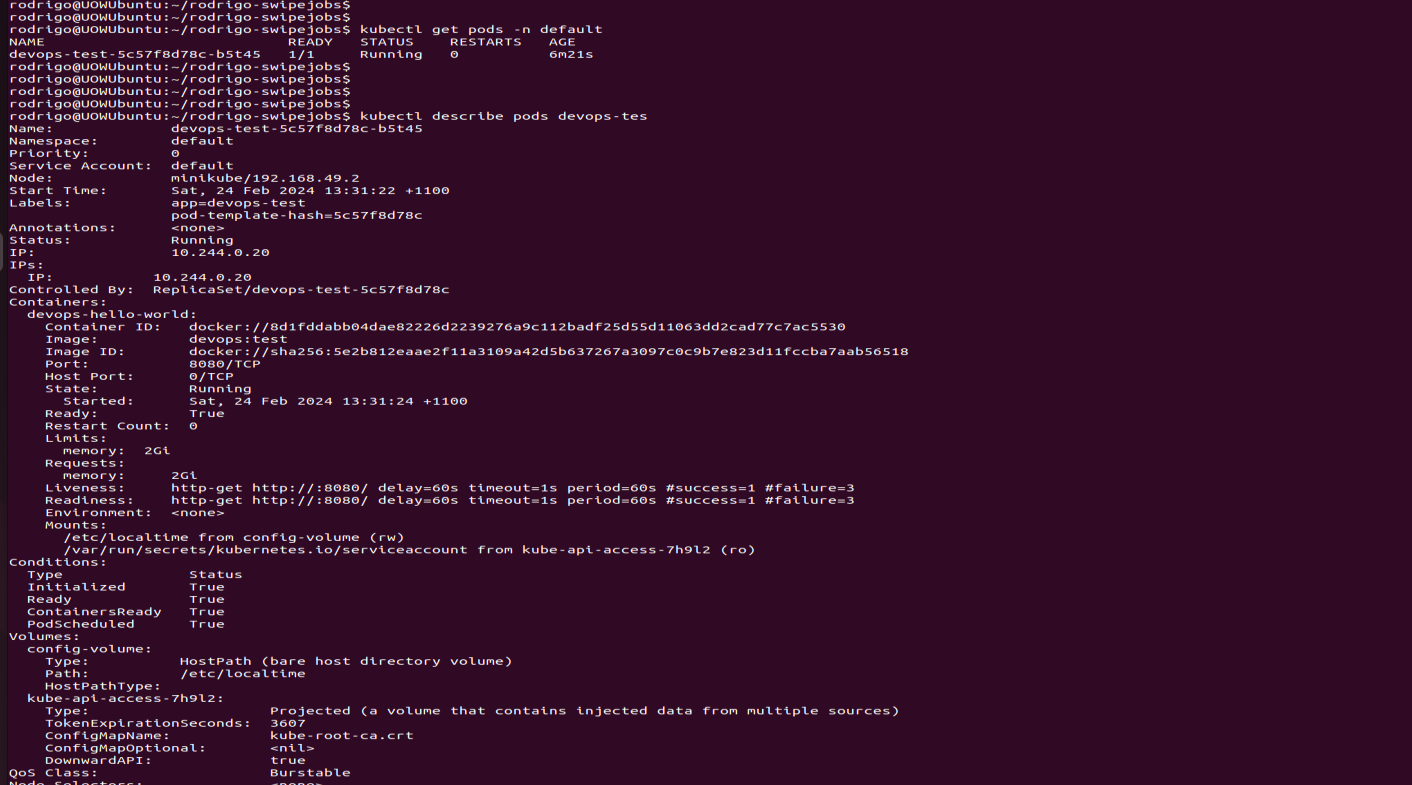 rodrigo@UOWUbuntu:~/rodrigo-swipejobs$
rodrigo@UOWUbuntu:~/rodrigo-swipejobs$
rodrigo@UOWUbuntu:~/rodrigo-swipejobs$ kubectl get pods -n default
NAME                           READY   STATUS    RESTARTS   AGE
devops-test-5c57f8d78c-b5t45   1/1     Running   0          6m21s
rodrigo@UOWUbuntu:~/rodrigo-swipejobs$
rodrigo@UOWUbuntu:~/rodrigo-swipejobs$
rodrigo@UOWUbuntu:~/rodrigo-swipejobs$
rodrigo@UOWUbuntu:~/rodrigo-swipejobs$
rodrigo@UOWUbuntu:~/rodrigo-swipejobs$ kubectl describe pods devops-tes
Name:             devops-test-5c57f8d78c-b5t45
Namespace:        default
Priority:         0
Service Account:  default
Node:             minikube/192.168.49.2
Start Time:       Sat, 24 Feb 2024 13:31:22 +1100
Labels:           app=devops-test
                  pod-template-hash=5c57f8d78c
Annotations:      <none>
Status:           Running
IP:               10.244.0.20
IPs:
  IP:           10.244.0.20
Controlled By:  ReplicaSet/devops-test-5c57f8d78c
Containers:
  devops-hello-world:
    Container ID:   docker://8d1fddabb04dae82226d2239276a9c112badf25d55d11063dd2cad77c7ac5530
    Image:          devops:test
    Image ID:       docker://sha256:5e2b812eaae2f11a3109a42d5b637267a3097c0c9b7e823d11fccba7aab56518
    Port:           8080/TCP
    Host Port:      0/TCP
    State:          Running
      Started:      Sat, 24 Feb 2024 13:31:24 +1100
    Ready:          True
    Restart Count:  0
    Limits:
      memory:  2Gi
    Requests:
      memory:     2Gi
    Liveness:     http-get http://:8080/ delay=60s timeout=1s period=60s #success=1 #failure=3
    Readiness:    http-get http://:8080/ delay=60s timeout=1s period=60s #success=1 #failure=3
    Environment:  <none>
    Mounts:
      /etc/localtime from config-volume (rw)
      /var/run/secrets/kubernetes.io/serviceaccount from kube-api-access-7h9l2 (ro)
Conditions:
  Type              Status
  Initialized       True
  Ready             True
  ContainersReady   True
  PodScheduled      True
Volumes:
  config-volume:
    Type:          HostPath (bare host directory volume)
    Path:          /etc/localtime
    HostPathType:
  kube-api-access-7h9l2:
    Type:                    Projected (a volume that contains injected data from multiple sources)
    TokenExpirationSeconds:  3607
    ConfigMapName:           kube-root-ca.crt
    ConfigMapOptional:       <nil>
    DownwardAPI:             true
QoS Class:                   Burstable
Node-Selectors:              <none>